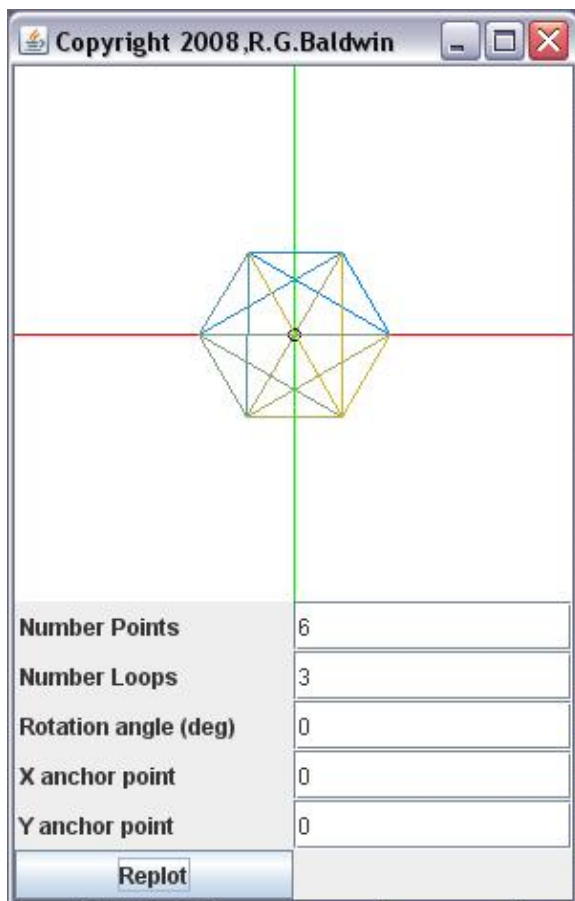 Copyright 2008,R.G.Baldwin
Number Points 6
Number Loops 3
Rotation angle (deg) 0
X anchor point 0
Y anchor point 0
Replot